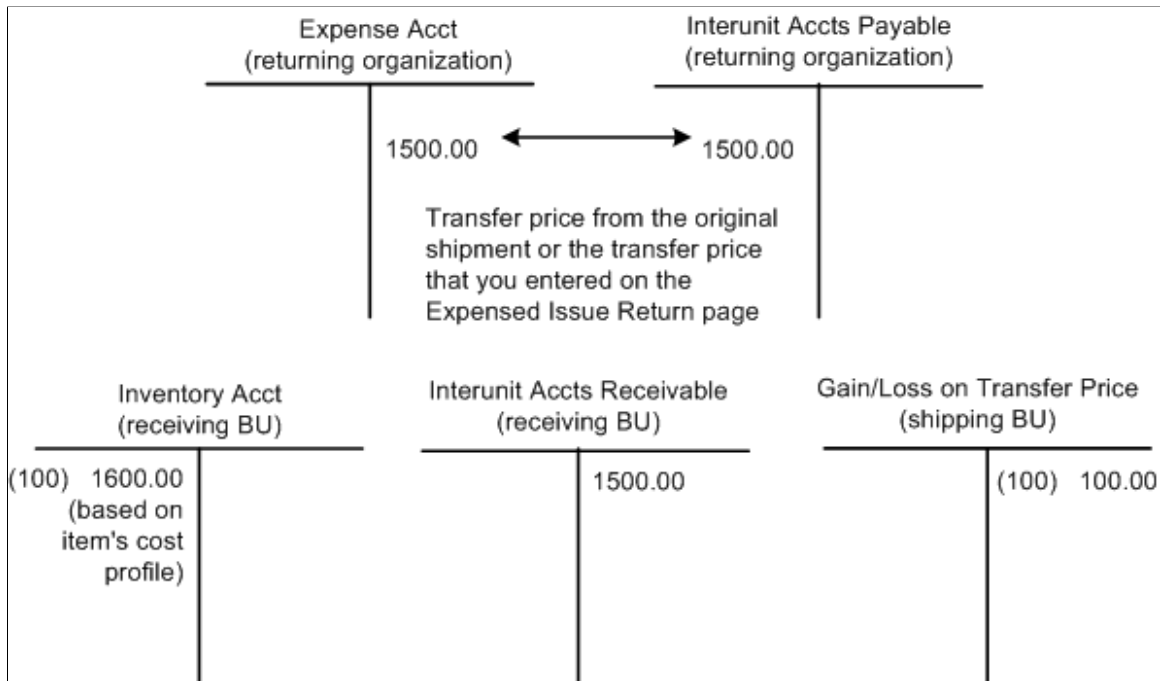 Expense Acct
(returning organization)
Interunit Accts Payable
(returning organization)
1500.00
1500.00
Transfer price from the original
shipment or the transfer price
that you entered on the
Expensed Issue Return page
Inventory Acct
(receiving BU)
Interunit Accts Receivable
(receiving BU)
Gain/Loss on Transfer Price
(shipping BU)
(100) 1600.00
(based on
item's cost
profile)
1500.00
(100) 100.00